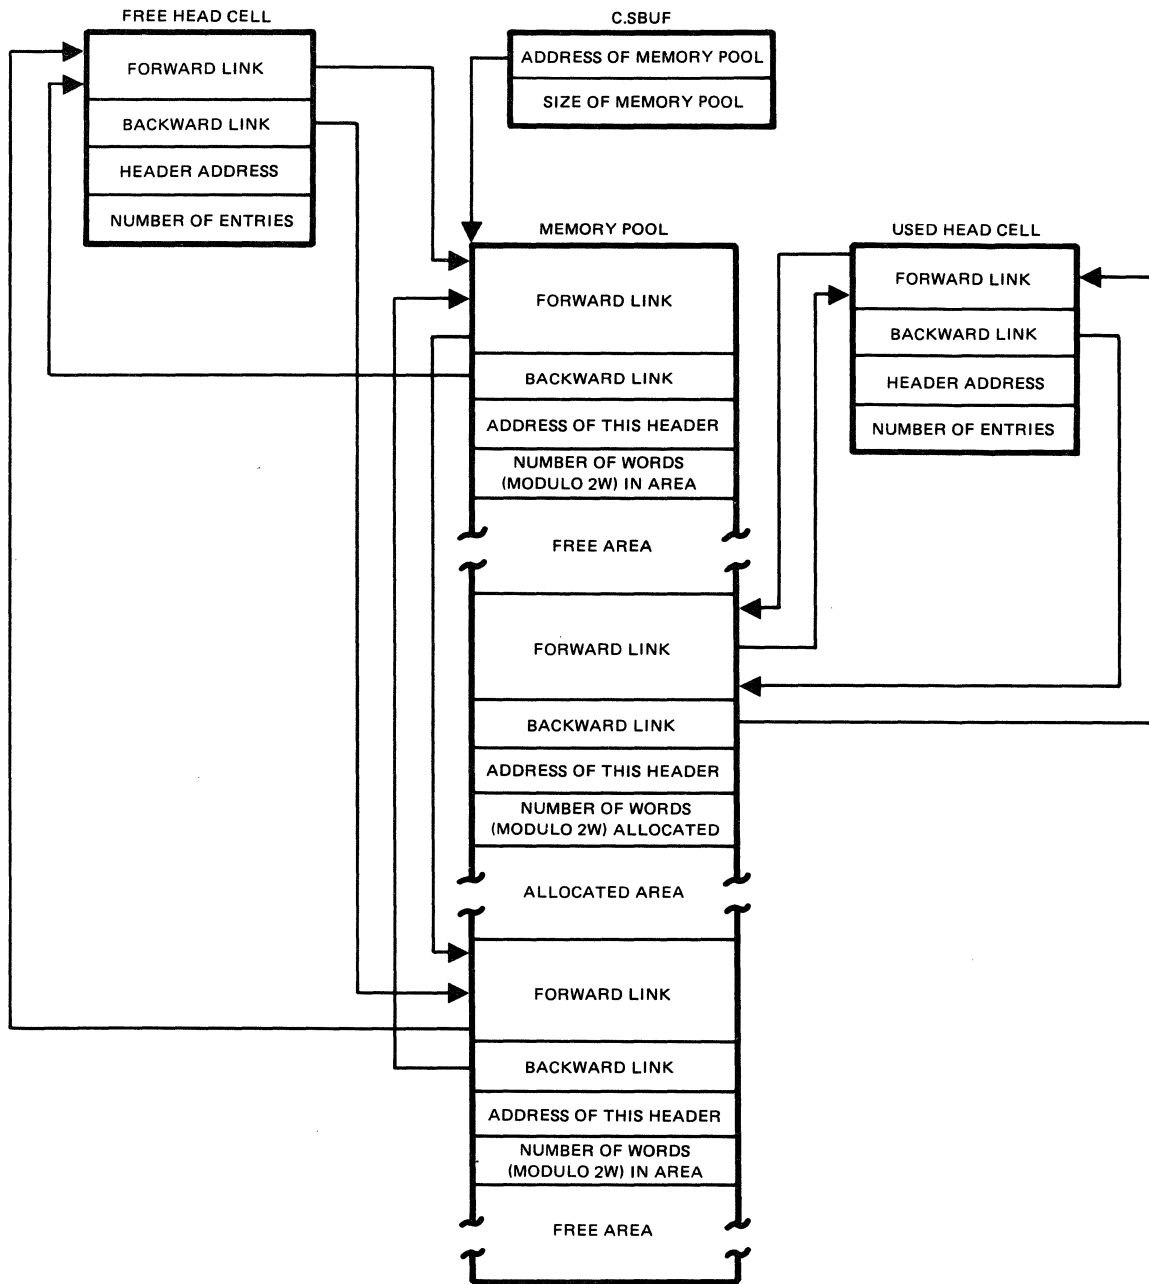 FREE HEAD CELL
FORWARD LINK
BACKWARD LINK
HEADER ADDRESS
NUMBER OF ENTRIES
C.SBUF
ADDRESS OF MEMORY POOL
SIZE OF MEMORY POOL
MEMORY POOL
FORWARD LINK
BACKWARD LINK
ADDRESS OF THIS HEADER
NUMBER OF WORDS
(MODULO 2W) IN AREA
FREE AREA
FORWARD LINK
BACKWARD LINK
ADDRESS OF THIS HEADER
NUMBER OF WORDS
(MODULO 2W) ALLOCATED
ALLOCATED AREA
FORWARD LINK
BACKWARD LINK
ADDRESS OF THIS HEADER
NUMBER OF WORDS
(MODULO 2W) IN AREA
FREE AREA
USED HEAD CELL
FORWARD LINK
BACKWARD LINK
HEADER ADDRESS
NUMBER OF ENTRIES